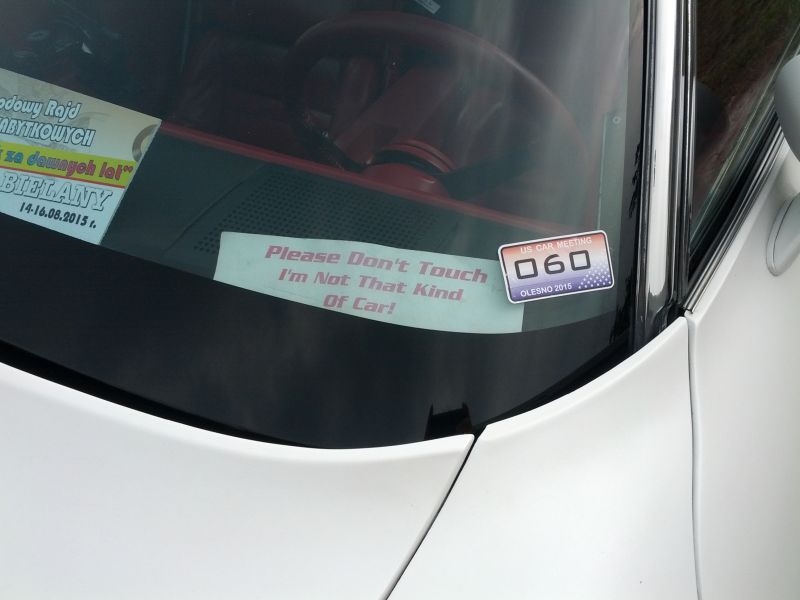 odowy Rajd
ABYTKOWYCH
za dawnych lat"
BIELANY
14-16.08.2015 r.
Please Don't Touch
I'm Not That Kind
Of Car!
US CAR MEETING
060
OLESNO 2015